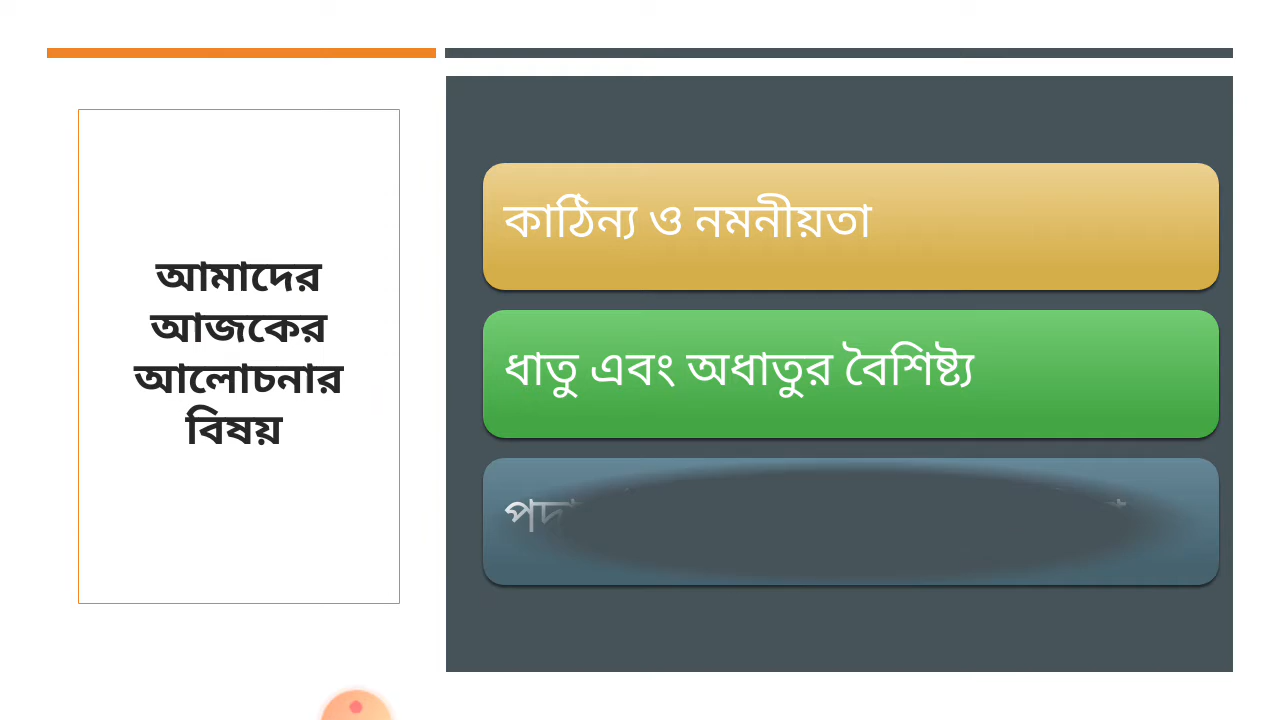 আমাদের
আজকের
আলোচনার
বিষয়
কাঠিন্য ও নমনীয়তা
ধাতু এবং অধাতুর বৈশিষ্ট্য